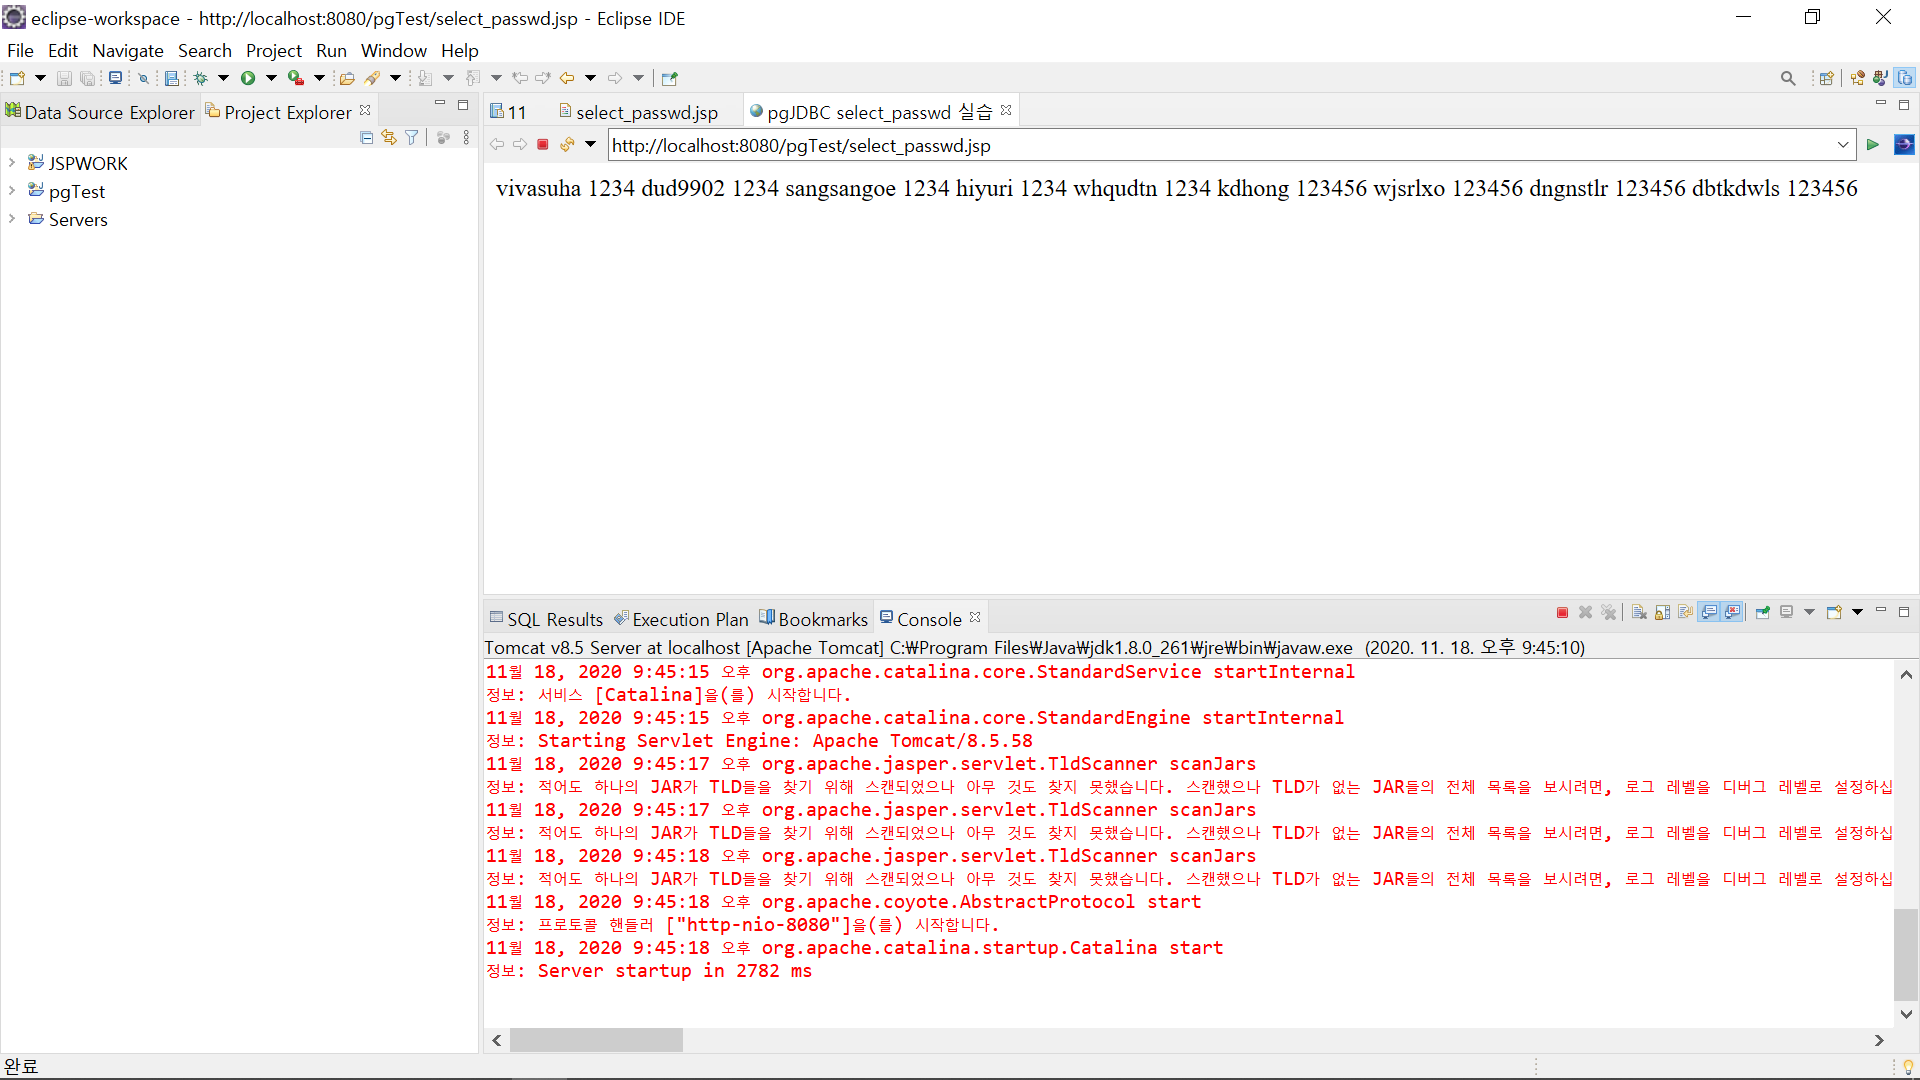 eclipse-workspace - http://localhost:8080/pgTest/select_passwd.jsp - Eclipse IDE
File Edit Navigate Search Project Run Window Help
Data Source Explorer Project Explorer
JSPWORK
pgTest
Servers
11 select_passwd.jsp pgJDBC select_passwd 실습
http://localhost:8080/pgTest/select_passwd.jsp
vivasuha 1234 dud9902 1234 sangsangoe 1234 hiyuri 1234 whqudtn 1234 kdhong 123456 wjsrlxo 123456 dngnstlr 123456 dbtkdwls 123456
SQL Results Execution Plan Bookmarks Console
Tomcat v8.5 Server at localhost [Apache Tomcat] C:₩Program Files₩Java₩jdk1.8.0_261₩jre₩bin₩javaw.exe (2020. 11. 18. 오후 9:45:10)
11월 18, 2020 9:45:15 오후 org.apache.catalina.core.StandardService startInternal
정보: 서비스 [Catalina]을(를) 시작합니다.
11월 18, 2020 9:45:15 오후 org.apache.catalina.core.StandardEngine startInternal
정보: Starting Servlet Engine: Apache Tomcat/8.5.58
11월 18, 2020 9:45:17 오후 org.apache.jasper.servlet.TldScanner scanJars
정보: 적어도 하나의 JAR가 TLD들을 찾기 위해 스캔되었으나 아무 것도 찾지 못했습니다. 스캔했으나 TLD가 없는 JAR들의 전체 목록을 보시려면, 로그 레벨을 디버그 레벨로 설정하십
11월 18, 2020 9:45:17 오후 org.apache.jasper.servlet.TldScanner scanJars
정보: 적어도 하나의 JAR가 TLD들을 찾기 위해 스캔되었으나 아무 것도 찾지 못했습니다. 스캔했으나 TLD가 없는 JAR들의 전체 목록을 보시려면, 로그 레벨을 디버그 레벨로 설정하십
11월 18, 2020 9:45:18 오후 org.apache.jasper.servlet.TldScanner scanJars
정보: 적어도 하나의 JAR가 TLD들을 찾기 위해 스캔되었으나 아무 것도 찾지 못했습니다. 스캔했으나 TLD가 없는 JAR들의 전체 목록을 보시려면, 로그 레벨을 디버그 레벨로 설정하십
11월 18, 2020 9:45:18 오후 org.apache.coyote.AbstractProtocol start
정보: 프로토콜 핸들러 ["http-nio-8080"]을(를) 시작합니다.
11월 18, 2020 9:45:18 오후 org.apache.catalina.startup.Catalina start
정보: Server startup in 2782 ms
완료